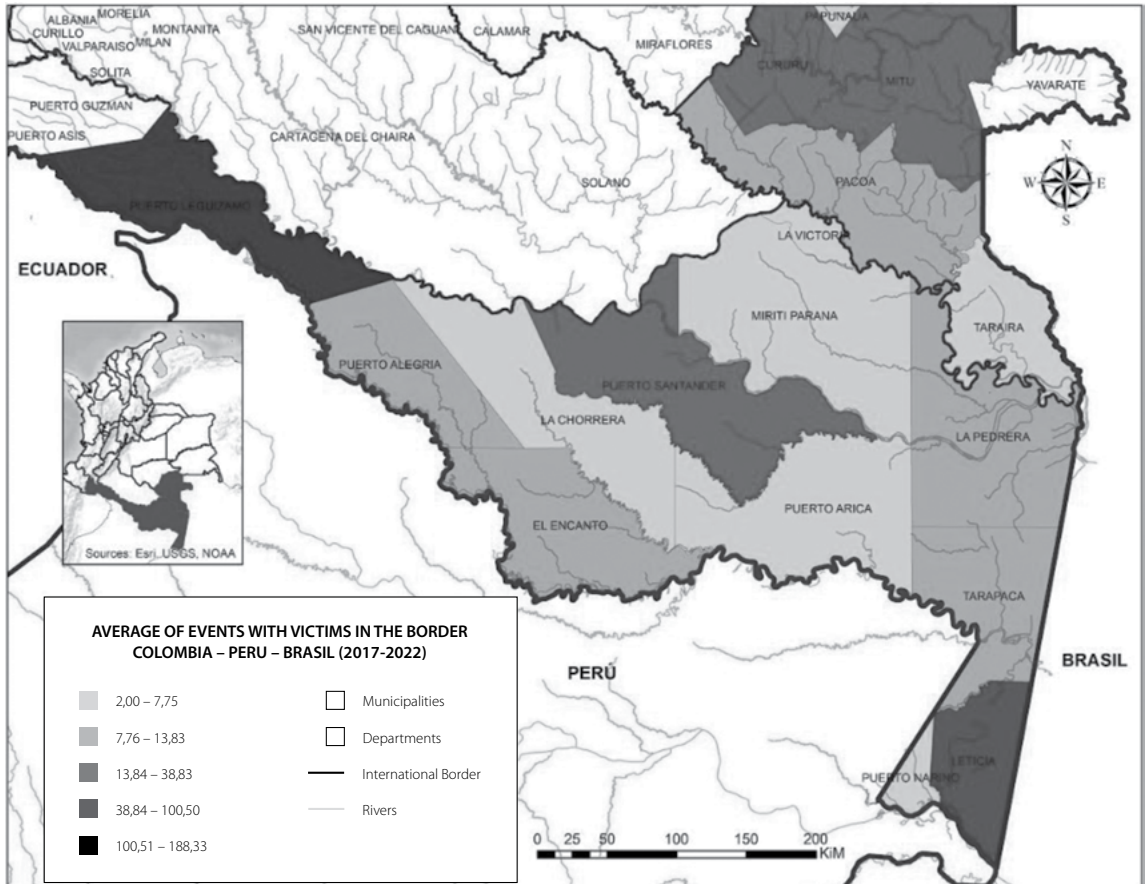 MORELIA
ALBANIA
CURILLO
MONTANITA
SAN VICENTE DEL CAGUAN
CALAMAR
PAPUNAUA
VALPARAISO
MILAN
MIRAFLORES
SOLITA
CURURU
MITU
YAVARATE
PUERTO GUZMAN
PUERTO ASIS
CARTAGENA DEL CHAIRA
SOLANO
PACOA
N
W
E
S
PUERTO LEGUIZAMO
LA VICTORIA
ECUADOR
MIRITI PARANA
TARAIRA
PUERTO ALEGRIA
PUERTO SANTANDER
LA CHORRERA
LA PEDRERA
PUERTO ARICA
EL ENCANTO
Sources: Esri, USGS, NOAA
TARAPACA
PERÚ
BRASIL
LETICIA
PUERTO NARINO
AVERAGE OF EVENTS WITH VICTIMS IN THE BORDER
COLOMBIA – PERU – BRASIL (2017-2022)
2,00 – 7,75
7,76 – 13,83
13,84 – 38,83
38,84 – 100,50
100,51 – 188,33
Municipalities
Departments
International Border
Rivers
0 25 50 100 150 200
KiM